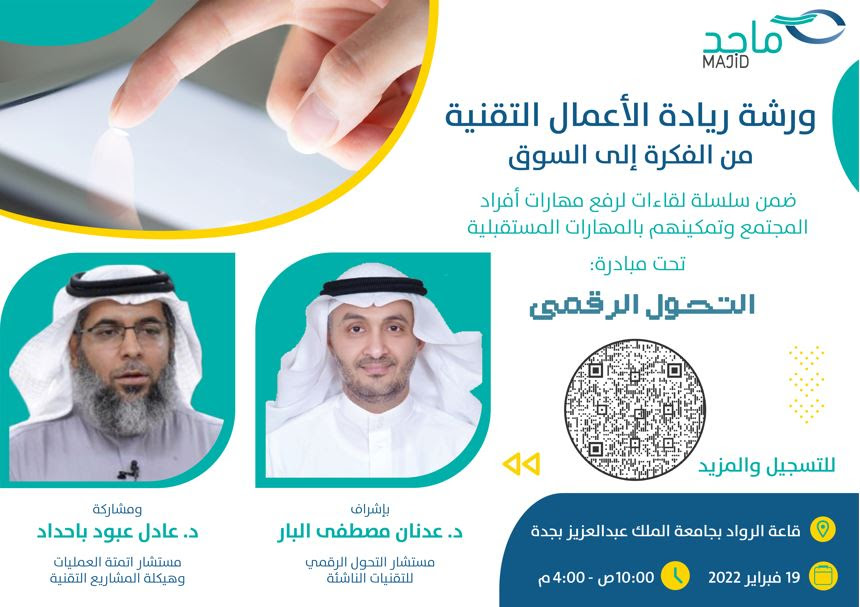 ماجد
MAJiD
ورشة ريادة الأعمال التقنية
من الفكرة إلى السوق
ضمن سلسلة لقاءات لرفع مهارات أفراد
المجتمع وتمكينهم بالمهارات المستقبلية
تحت مبادرة:
التحول الرقمي
للتسجيل والمزيد
بإشراف
د. عدنان مصطفى البار
مستشار التحول الرقمي
للتقنيات الناشئة
ومشاركة
د. عادل عبود باحداد
مستشار اتمتة العمليات
وهيكلة المشاريع التقنية
قاعة الرواد بجامعة الملك عبدالعزيز بجدة
19 فبراير 2022
10:00ص - 4:00م